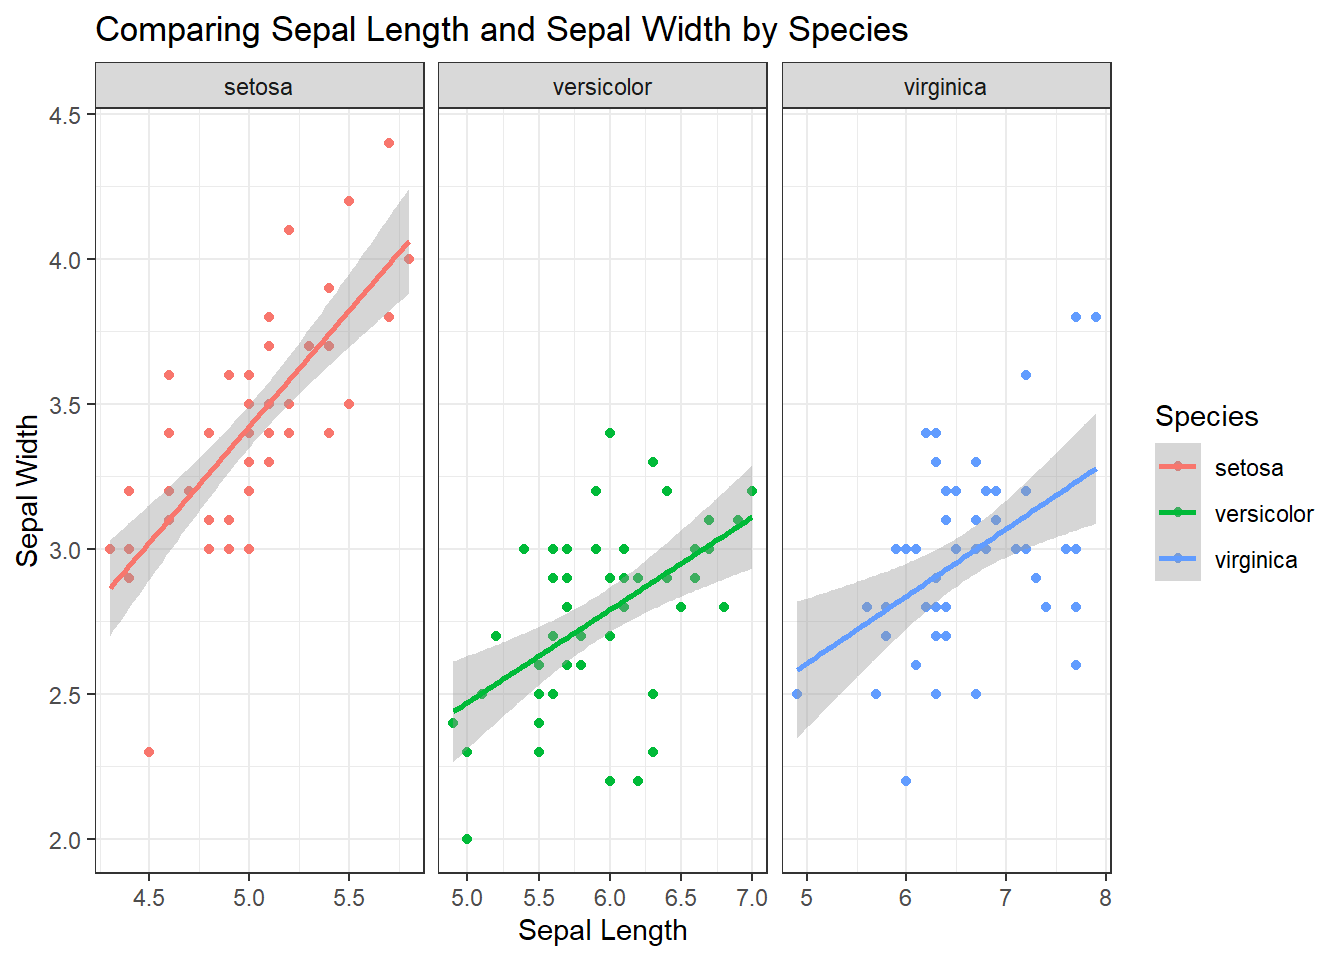 Comparing Sepal Length and Sepal Width by Species
setosa
versicolor
virginica
4.5
4.0
3.5
3.0
2.5
2.0
Sepal Width
4.5 5.0 5.5
5.0 5.5 6.0 6.5 7.0
5 6 7 8
Sepal Length
Species
setosa
versicolor
virginica